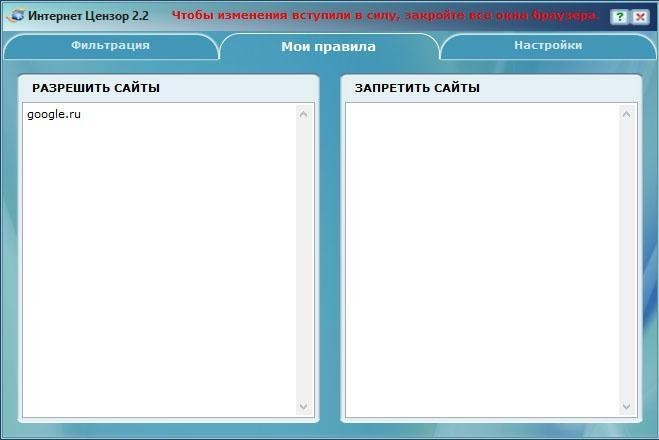 Интернет Цензор 2.2 Чтобы изменения вступили в силу, закройте все окна браузера. ?
Фильтрация Мои правила Настройки
РАЗРЕШИТЬ САЙТЫ ЗАПРЕТИТЬ САЙТЫ
google.ru